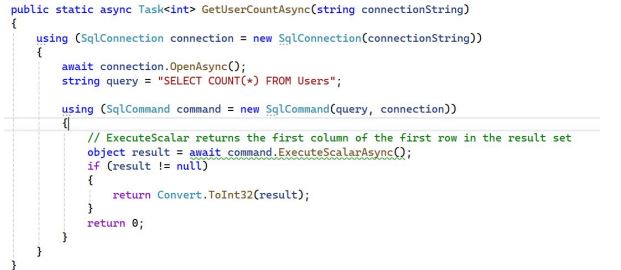 public static async Task<int> GetUserCountAsync(string connectionString)
{
    using (SqlConnection connection = new SqlConnection(connectionString))
    {
        await connection.OpenAsync();
        string query = "SELECT COUNT(*) FROM Users";

        using (SqlCommand command = new SqlCommand(query, connection))
        {
            // ExecuteScalar returns the first column of the first row in the result set
            object result = await command.ExecuteScalarAsync();
            if (result != null)
            {
                return Convert.ToInt32(result);
            }
            return 0;
        }
    }
}